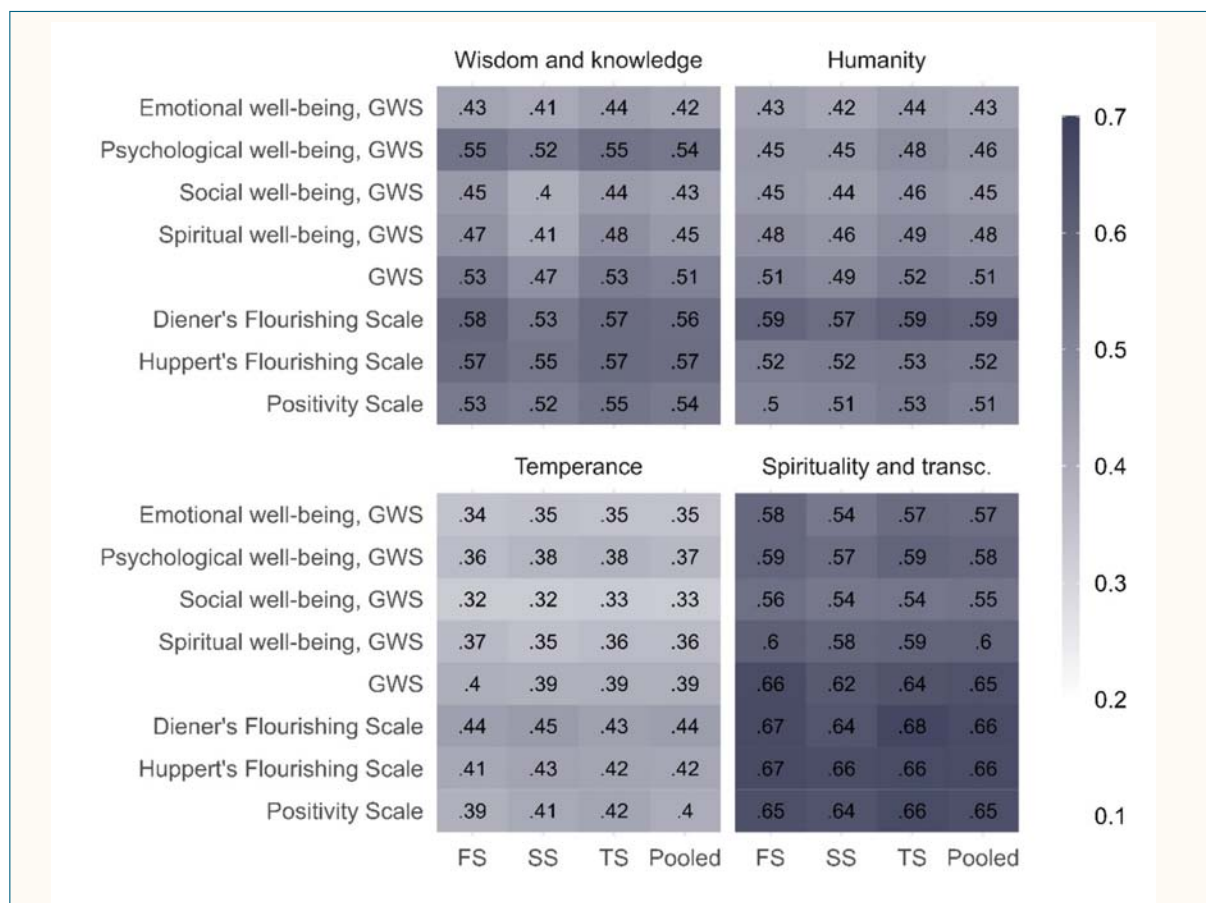 Wisdom and knowledge Humanity
Emotional well-being, GWS .43 .41 .44 .42 .43 .42 .44 .43
Psychological well-being, GWS .55 .52 .55 .54 .45 .45 .48 .46
Social well-being, GWS .45 .4 .44 .43 .45 .44 .46 .45
Spiritual well-being, GWS .47 .41 .48 .45 .48 .46 .49 .48
GWS .53 .47 .53 .51 .51 .49 .52 .51
Diener's Flourishing Scale .58 .53 .57 .56 .59 .57 .59 .59
Huppert's Flourishing Scale .57 .55 .57 .57 .52 .52 .53 .52
Positivity Scale .53 .52 .55 .54 .5 .51 .53 .51
Temperance Spirituality and transc.
Emotional well-being, GWS .34 .35 .35 .35 .58 .54 .57 .57
Psychological well-being, GWS .36 .38 .38 .37 .59 .57 .59 .58
Social well-being, GWS .32 .32 .33 .33 .56 .54 .54 .55
Spiritual well-being, GWS .37 .35 .36 .36 .6 .58 .59 .6
GWS .4 .39 .39 .39 .66 .62 .64 .65
Diener's Flourishing Scale .44 .45 .43 .44 .67 .64 .68 .66
Huppert's Flourishing Scale .41 .43 .42 .42 .67 .66 .66 .66
Positivity Scale .39 .41 .42 .4 .65 .64 .66 .65
FS SS TS Pooled FS SS TS Pooled
0.7
0.6
0.5
0.4
0.3
0.2
0.1